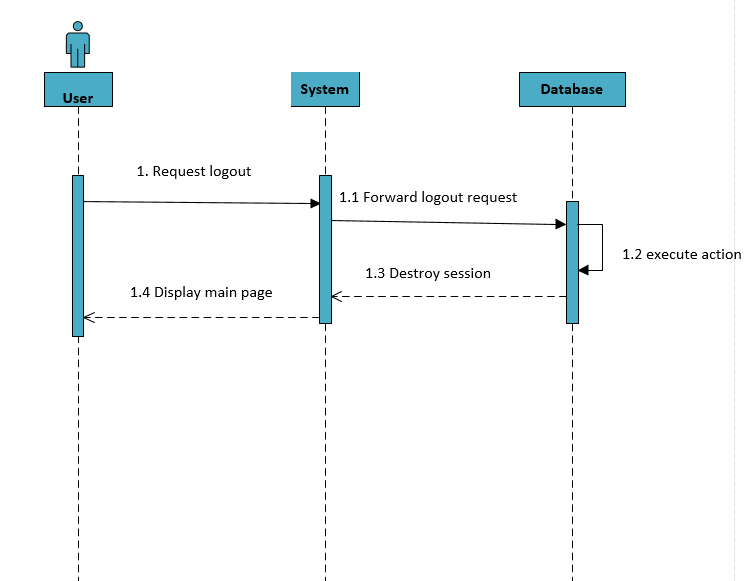 User
System
Database
1. Request logout
1.1 Forward logout request
1.2 execute action
1.3 Destroy session
1.4 Display main page